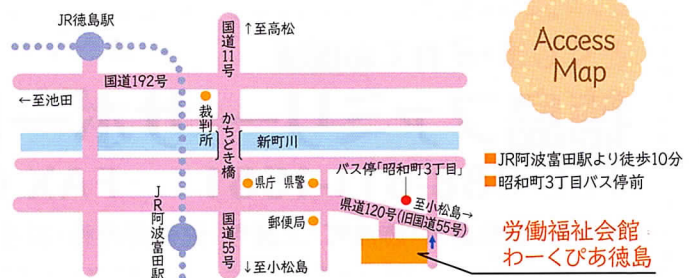 JR徳島駅
国道11号
↑至高松
Access
Map
国道192号
←至池田
裁判所
かちどき橋
新町川
バス停「昭和町3丁目」
■JR阿波富田駅より徒歩10分
■昭和町3丁目バス停前
県庁 県警
至小松島→
県道120号(旧国道55号)
JR阿波富田駅
国道55号
郵便局
↓至小松島
労働福祉会館
わーくぴあ徳島